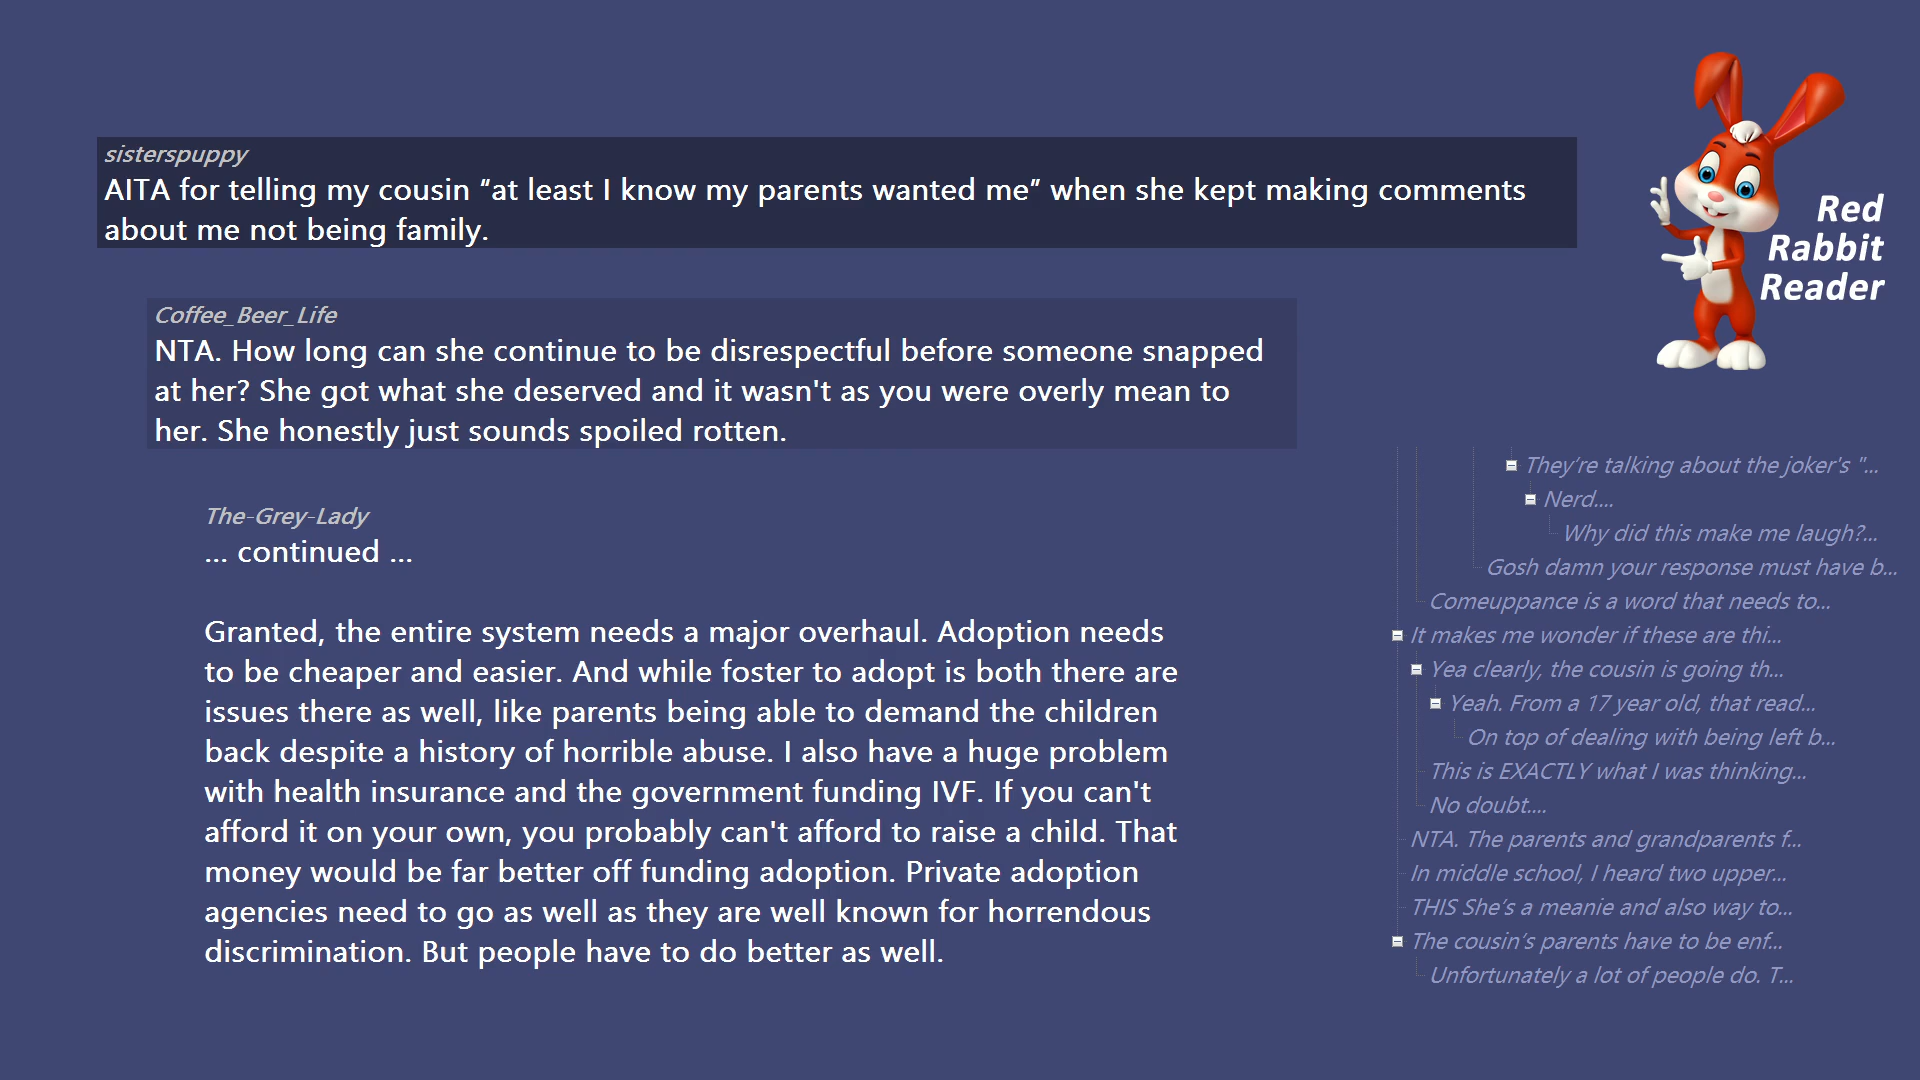 sisterspuppy
AITA for telling my cousin “at least I know my parents wanted me” when she kept making comments
about me not being family.
Coffee_Beer_Life
NTA. How long can she continue to be disrespectful before someone snapped
at her? She got what she deserved and it wasn't as you were overly mean to
her. She honestly just sounds spoiled rotten.
The-Grey-Lady
... continued ...
Granted, the entire system needs a major overhaul. Adoption needs
to be cheaper and easier. And while foster to adopt is both there are
issues there as well, like parents being able to demand the children
back despite a history of horrible abuse. I also have a huge problem
with health insurance and the government funding IVF. If you can't
afford it on your own, you probably can't afford to raise a child. That
money would be far better off funding adoption. Private adoption
agencies need to go as well as they are well known for horrendous
discrimination. But people have to do better as well.
Red
Rabbit
Reader
They’re talking about the joker's "...
Nerd....
Why did this make me laugh?...
Gosh damn your response must have b...
Comeuppance is a word that needs to...
It makes me wonder if these are thi...
Yea clearly, the cousin is going th...
Yeah. From a 17 year old, that read...
On top of dealing with being left b...
This is EXACTLY what I was thinking...
No doubt....
NTA. The parents and grandparents f...
In middle school, I heard two upper...
THIS She’s a meanie and also way to...
The cousin’s parents have to be enf...
Unfortunately a lot of people do. T...